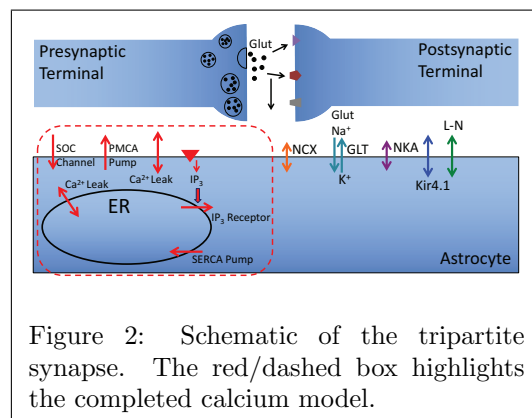 Presynaptic
Terminal
Glut
Postsynaptic
Terminal
SOC
Channel
PMCA
Pump
Ca²⁺ Leak
Ca²⁺ Leak
IP₃
ER
IP₃ Receptor
SERCA Pump
NCX
Glut
Na⁺
GLT
K⁺
NKA
Kir4.1
L-N
Astrocyte
Figure 2: Schematic of the tripartite
synapse. The red/dashed box highlights
the completed calcium model.